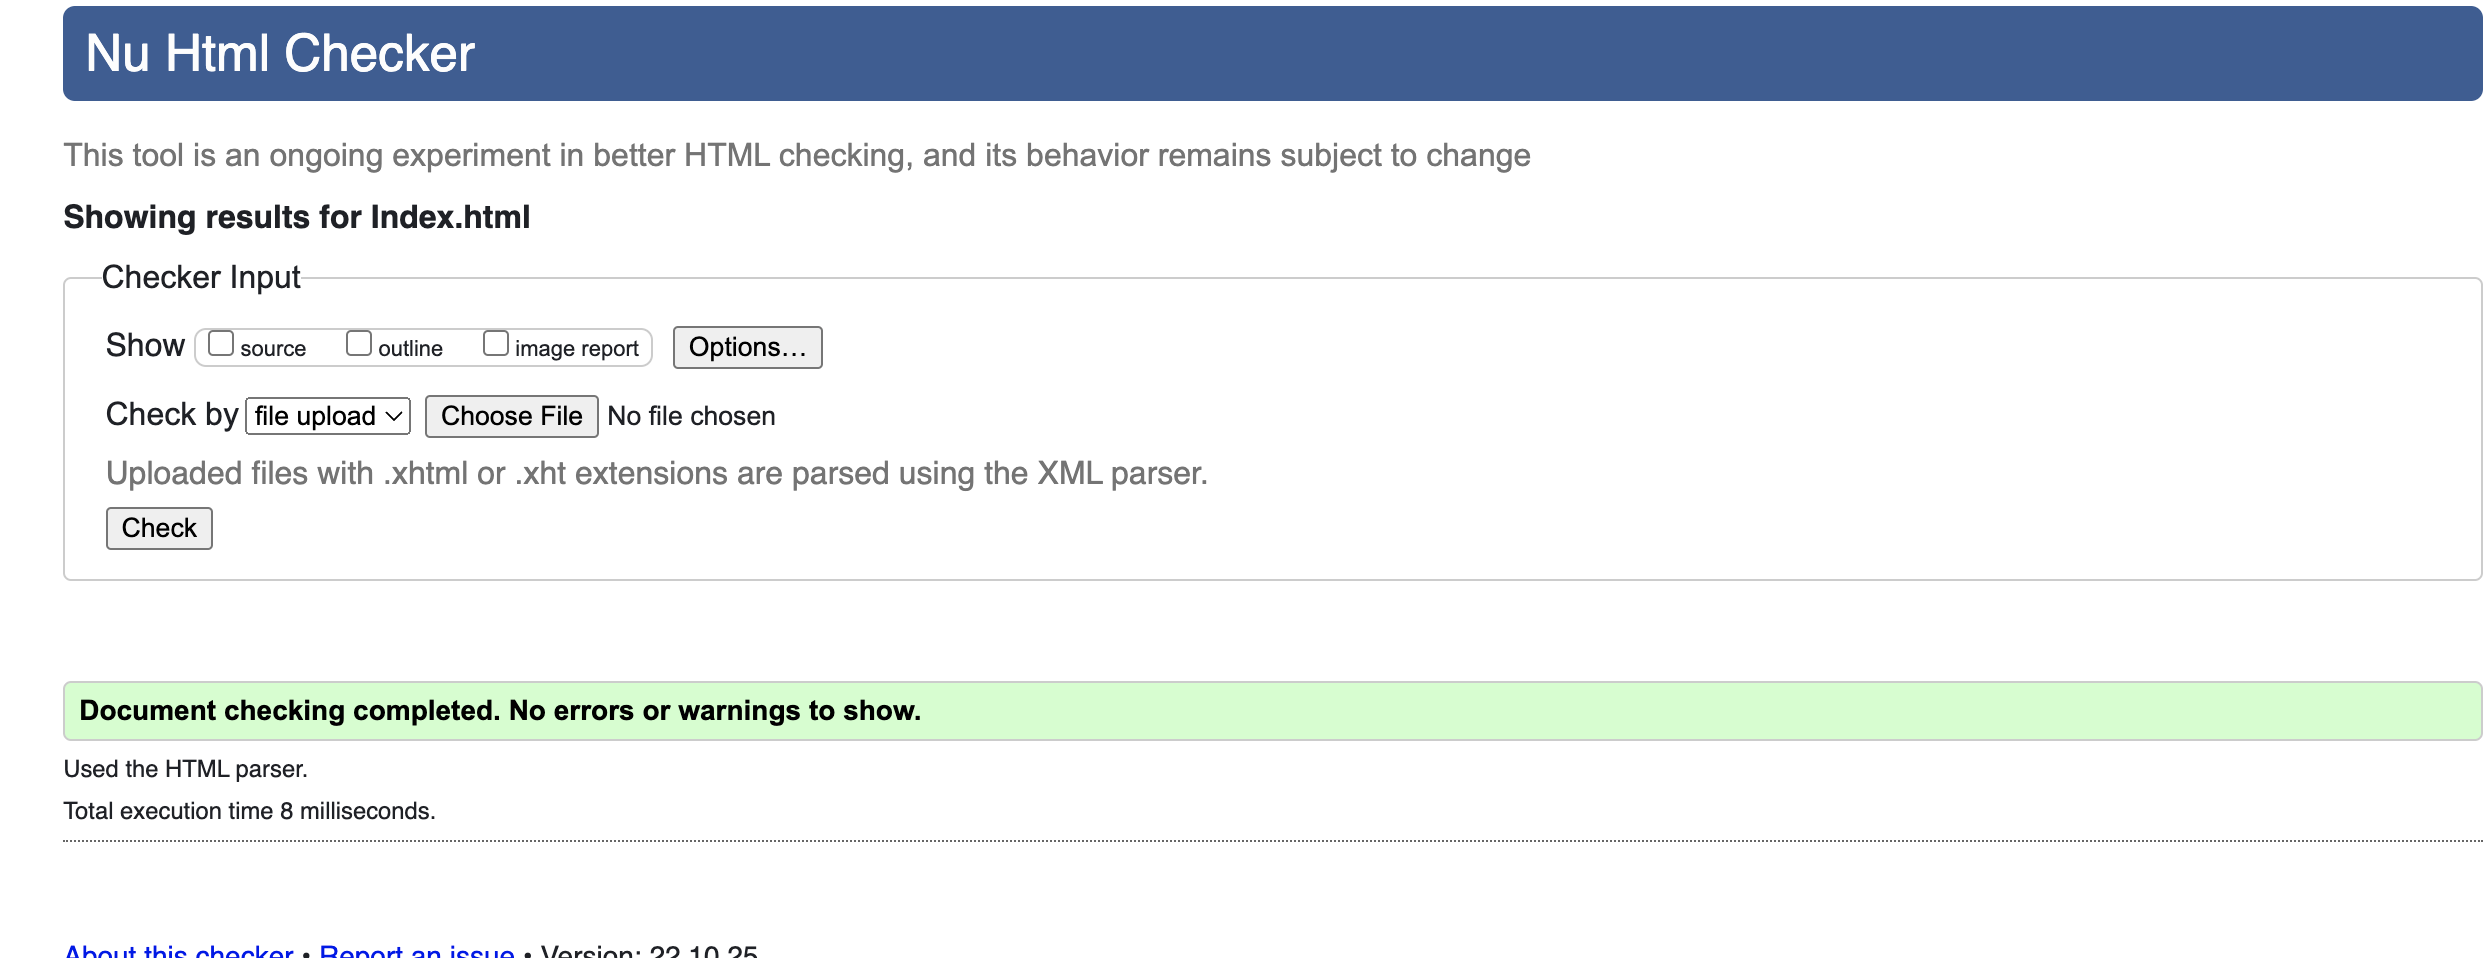 Nu Html Checker
This tool is an ongoing experiment in better HTML checking, and its behavior remains subject to change
Showing results for Index.html
Checker Input
Show source outline image report Options...
Check by file upload Choose File No file chosen
Uploaded files with .xhtml or .xht extensions are parsed using the XML parser.
Check
Document checking completed. No errors or warnings to show.
Used the HTML parser.
Total execution time 8 milliseconds.
About this checker • Report an issue • Version: 22.10.25